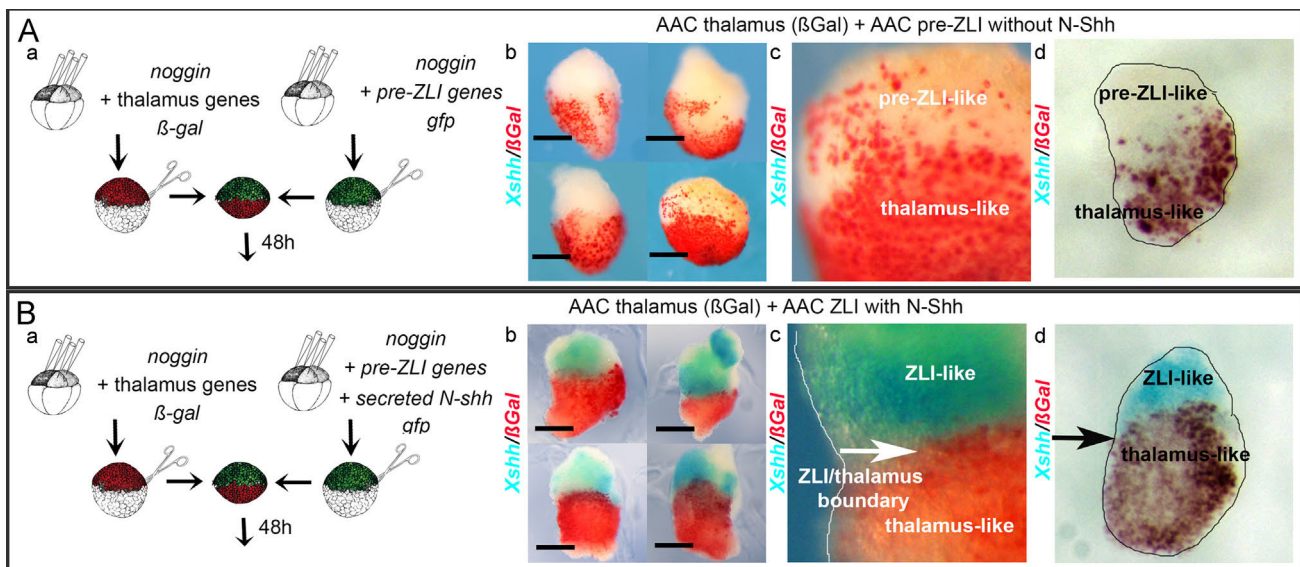 A
AAC thalamus (ßGal) + AAC pre-ZLI without N-Shh
a
noggin
+ thalamus genes
ß-gal
noggin
+ pre-ZLI genes
gfp
48h
b
Xshh/ßGal
c
Xshh/ßGal
pre-ZLI-like
thalamus-like
d
Xshh/ßGal
pre-ZLI-like
thalamus-like
B
AAC thalamus (ßGal) + AAC ZLI with N-Shh
a
noggin
+ thalamus genes
ß-gal
noggin
+ pre-ZLI genes
+ secreted N-shh
gfp
48h
b
Xshh/ßGal
c
Xshh/ßGal
ZLI-like
ZLI/thalamus
boundary
thalamus-like
d
Xshh/ßGal
ZLI-like
thalamus-like